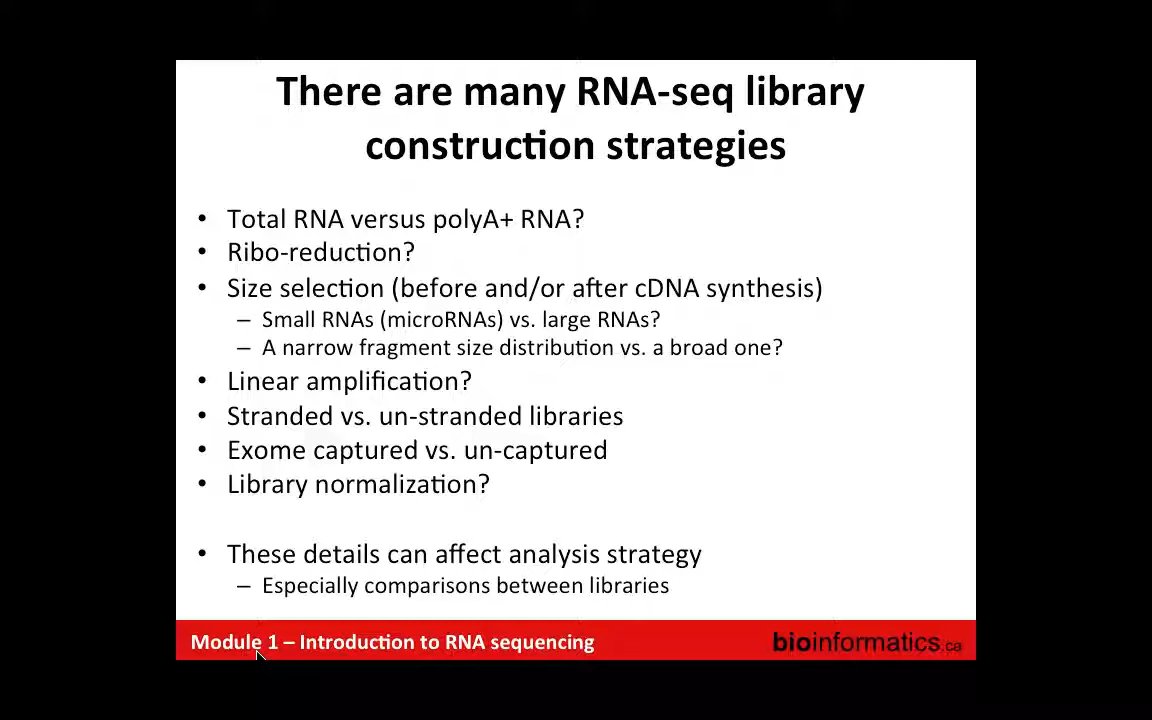 There are many RNA-seq library
construction strategies
• Total RNA versus polyA+ RNA?
• Ribo-reduction?
• Size selection (before and/or after cDNA synthesis)
– Small RNAs (microRNAs) vs. large RNAs?
– A narrow fragment size distribution vs. a broad one?
• Linear amplification?
• Stranded vs. un-stranded libraries
• Exome captured vs. un-captured
• Library normalization?
• These details can affect analysis strategy
– Especially comparisons between libraries
Module 1 – Introduction to RNA sequencing
bioinformatics.ca